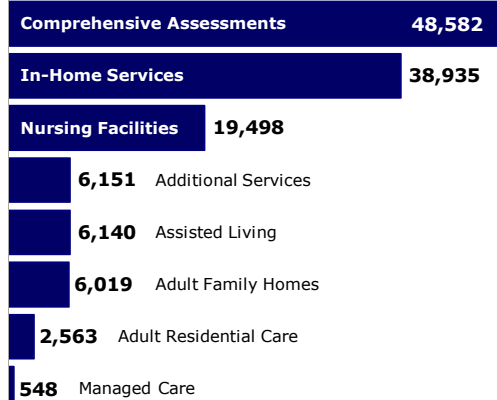 Comprehensive Assessments 48,582
In-Home Services 38,935
Nursing Facilities 19,498
6,151 Additional Services
6,140 Assisted Living
6,019 Adult Family Homes
2,563 Adult Residential Care
548 Managed Care